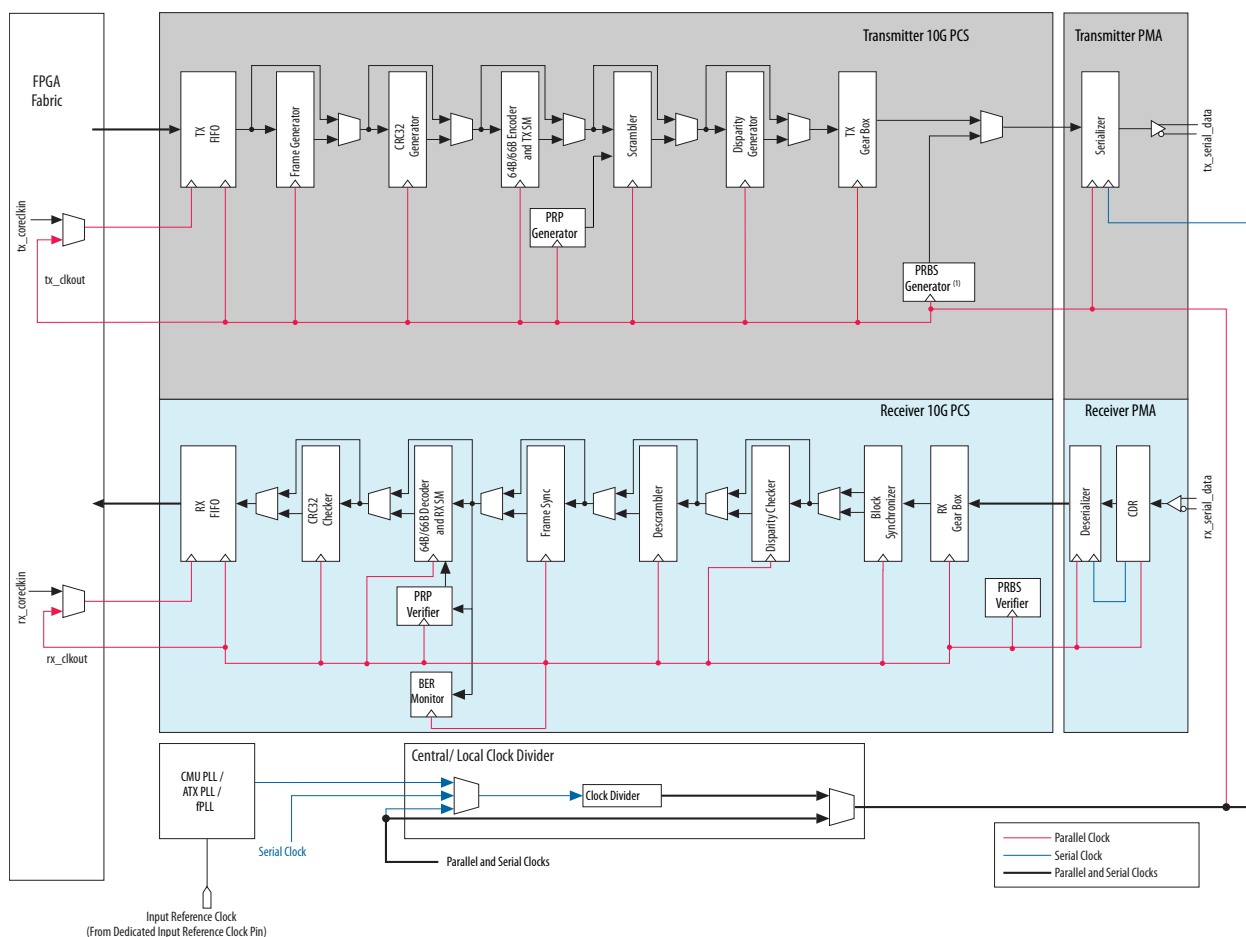 Transmitter 10G PCS
Transmitter PMA
FPGA
Fabric
TX
FIFO
Frame Generator
CRC32
Generator
64B/66B Encoder
and TX SM
Scrambler
Disparity
Generator
TX
Gear Box
Serializer
tx_serial_data
PRP
Generator
tx_coreclkin
tx_clkout
PRBS
Generator (1)
Receiver 10G PCS
Receiver PMA
RX
FIFO
CRC32
Checker
64B/66B Decoder
and RX SM
Frame Sync
Descrambler
Disparity Checker
Block
Synchronizer
RX
Gear Box
Deserializer
CDR
rx_serial_data
rx_coreclkin
rx_clkout
PRP
Verifier
PRBS
Verifier
BER
Monitor
CMU PLL /
ATX PLL /
fPLL
Central/ Local Clock Divider
Clock Divider
Serial Clock
Parallel and Serial Clocks
Parallel Clock
Serial Clock
Parallel and Serial Clocks
Input Reference Clock
(From Dedicated Input Reference Clock Pin)